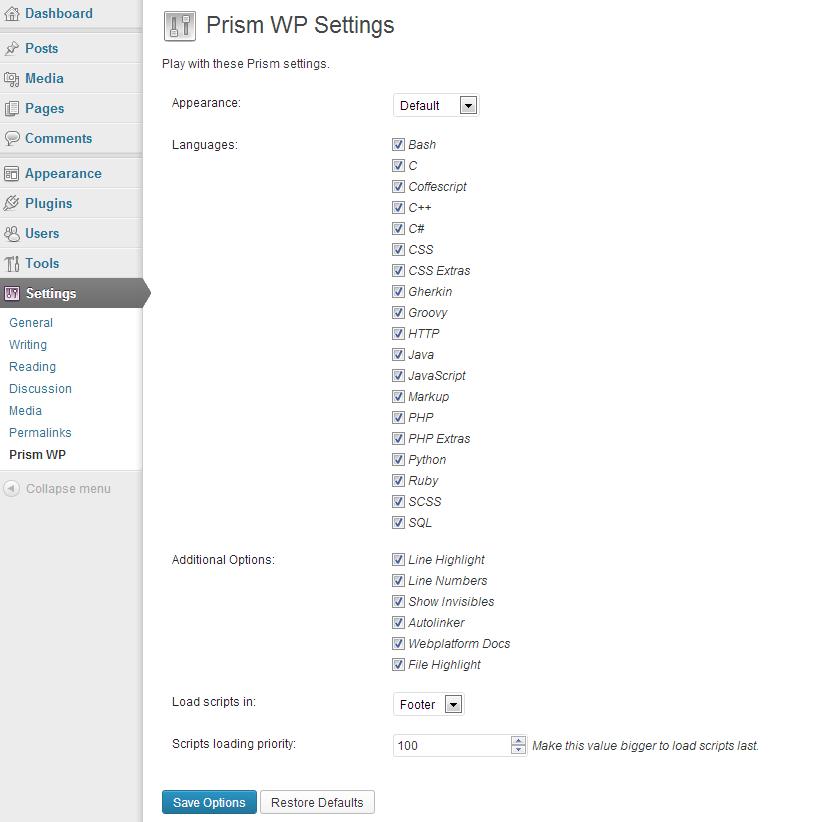 Dashboard
Posts
Media
Pages
Comments
Appearance
Plugins
Users
Tools
Settings
General
Writing
Reading
Discussion
Media
Permalinks
Prism WP
Collapse menu
Prism WP Settings
Play with these Prism settings.
Appearance: Default
Languages: Bash
C
Coffescript
C++
C#
CSS
CSS Extras
Gherkin
Groovy
HTTP
Java
JavaScript
Markup
PHP
PHP Extras
Python
Ruby
SCSS
SQL
Additional Options: Line Highlight
Line Numbers
Show Invisibles
Autolinker
Webplatform Docs
File Highlight
Load scripts in: Footer
Scripts loading priority: 100 Make this value bigger to load scripts last.
Save Options Restore Defaults